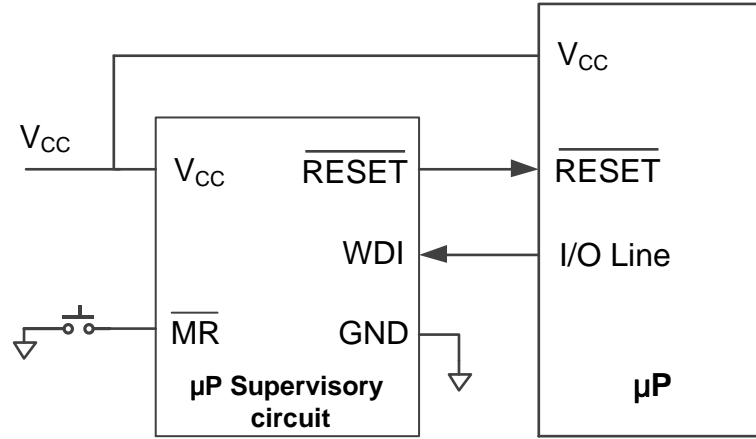 VCC
VCC
VCC
RESET
RESET
WDI
I/O Line
MR
GND
µP Supervisory
circuit
µP